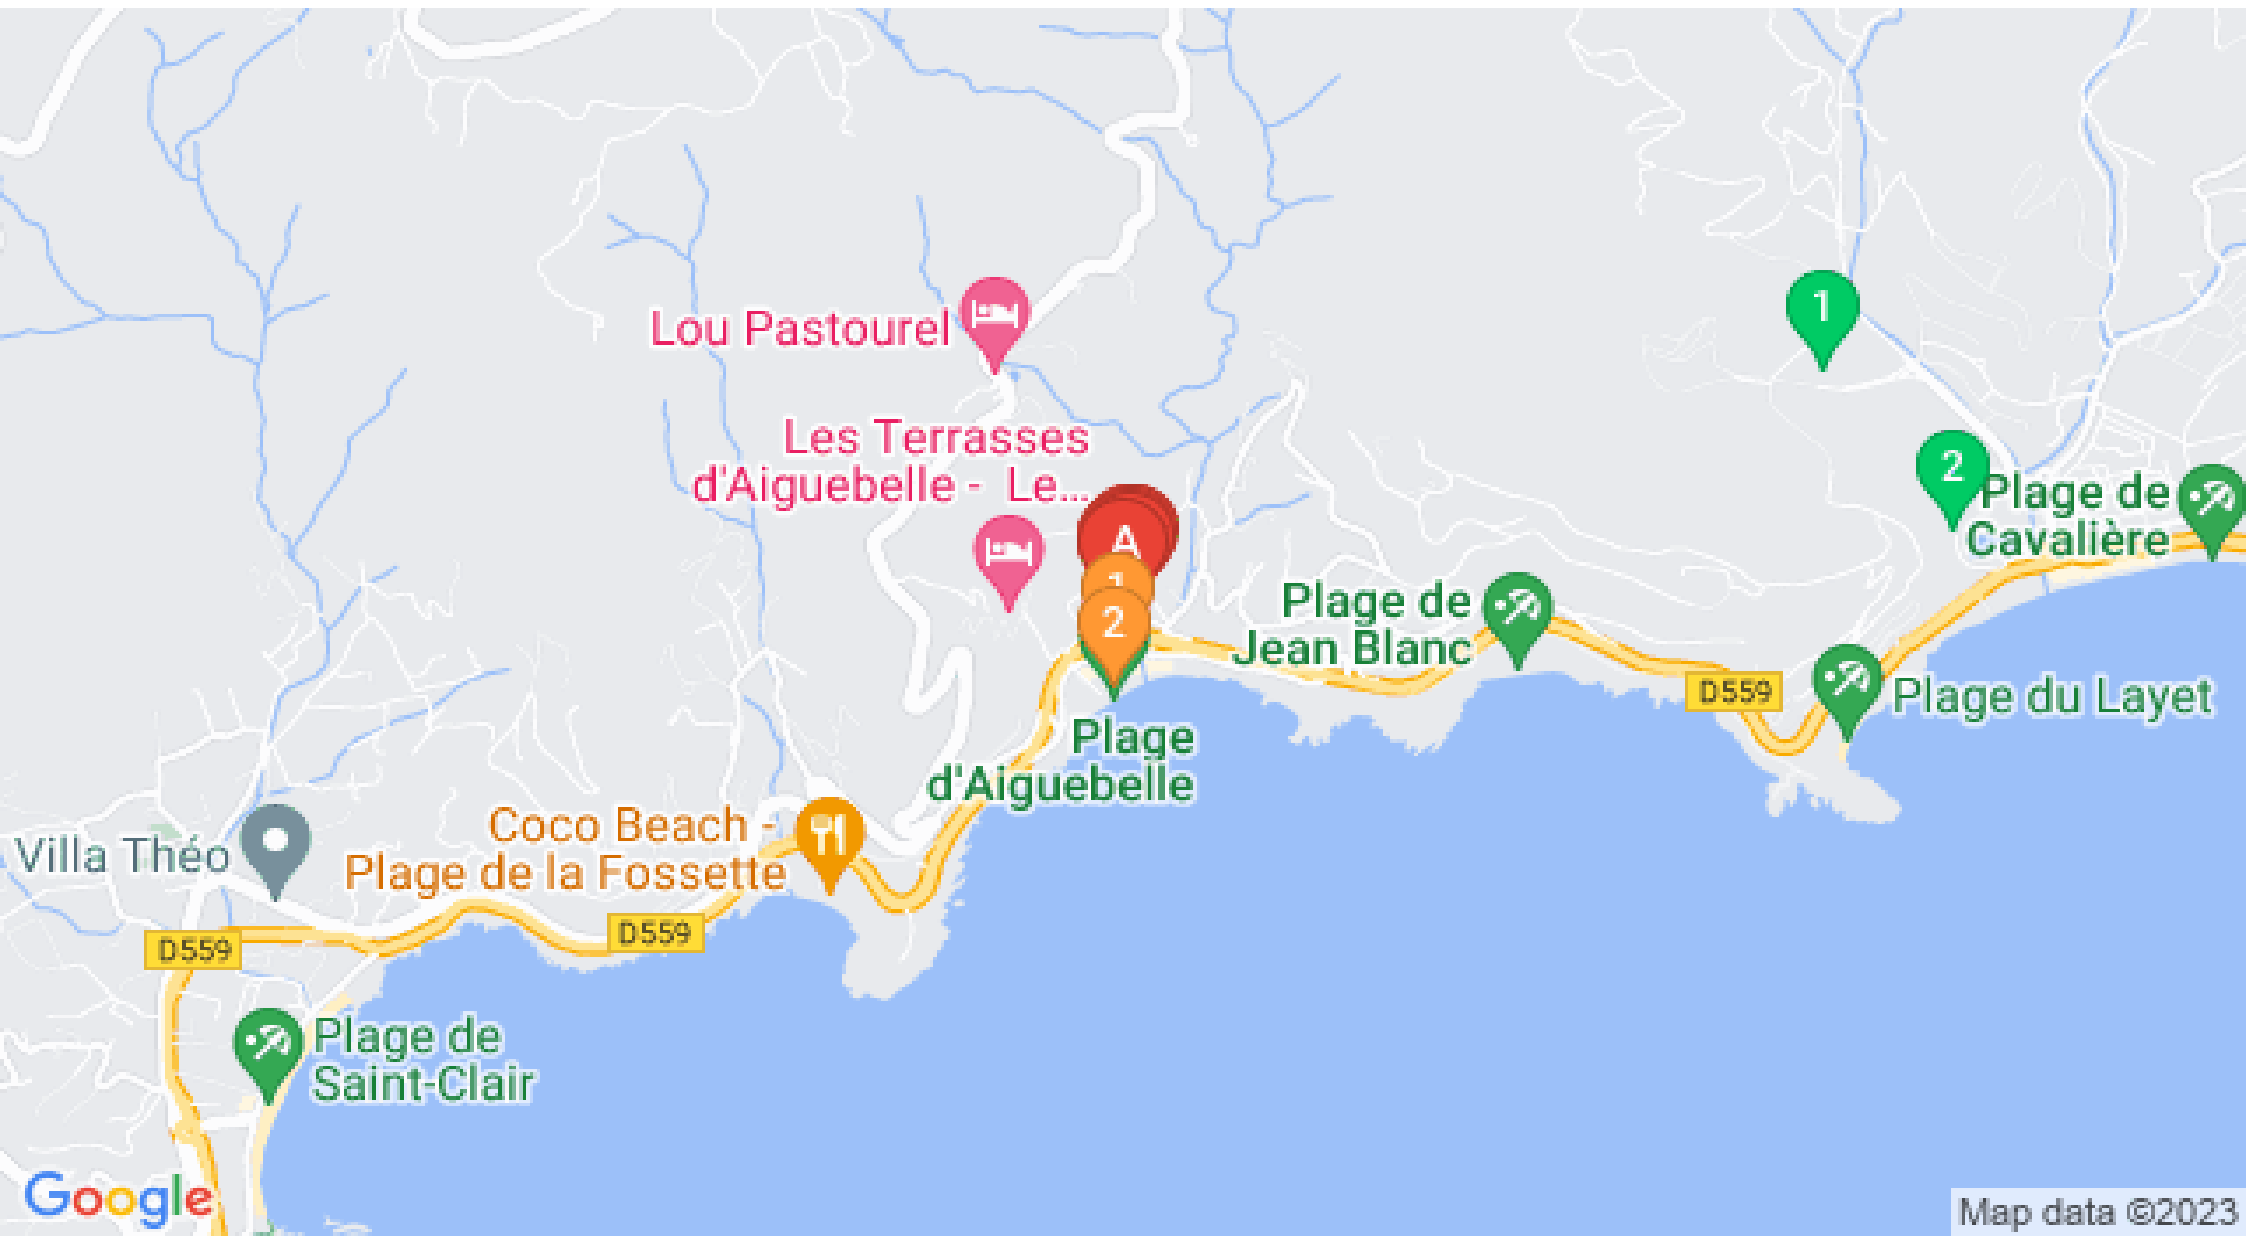 Lou Pastourel
1
Les Terrasses
d'Aiguebelle - Le...
A
1
2
2
Plage de
Cavalière
Plage de
Jean Blanc
D559
Plage du Layet
Plage
d'Aiguebelle
Coco Beach -
Plage de la Fossette
Villa Théo
D559
D559
Plage de
Saint-Clair
Google
Map data ©2023